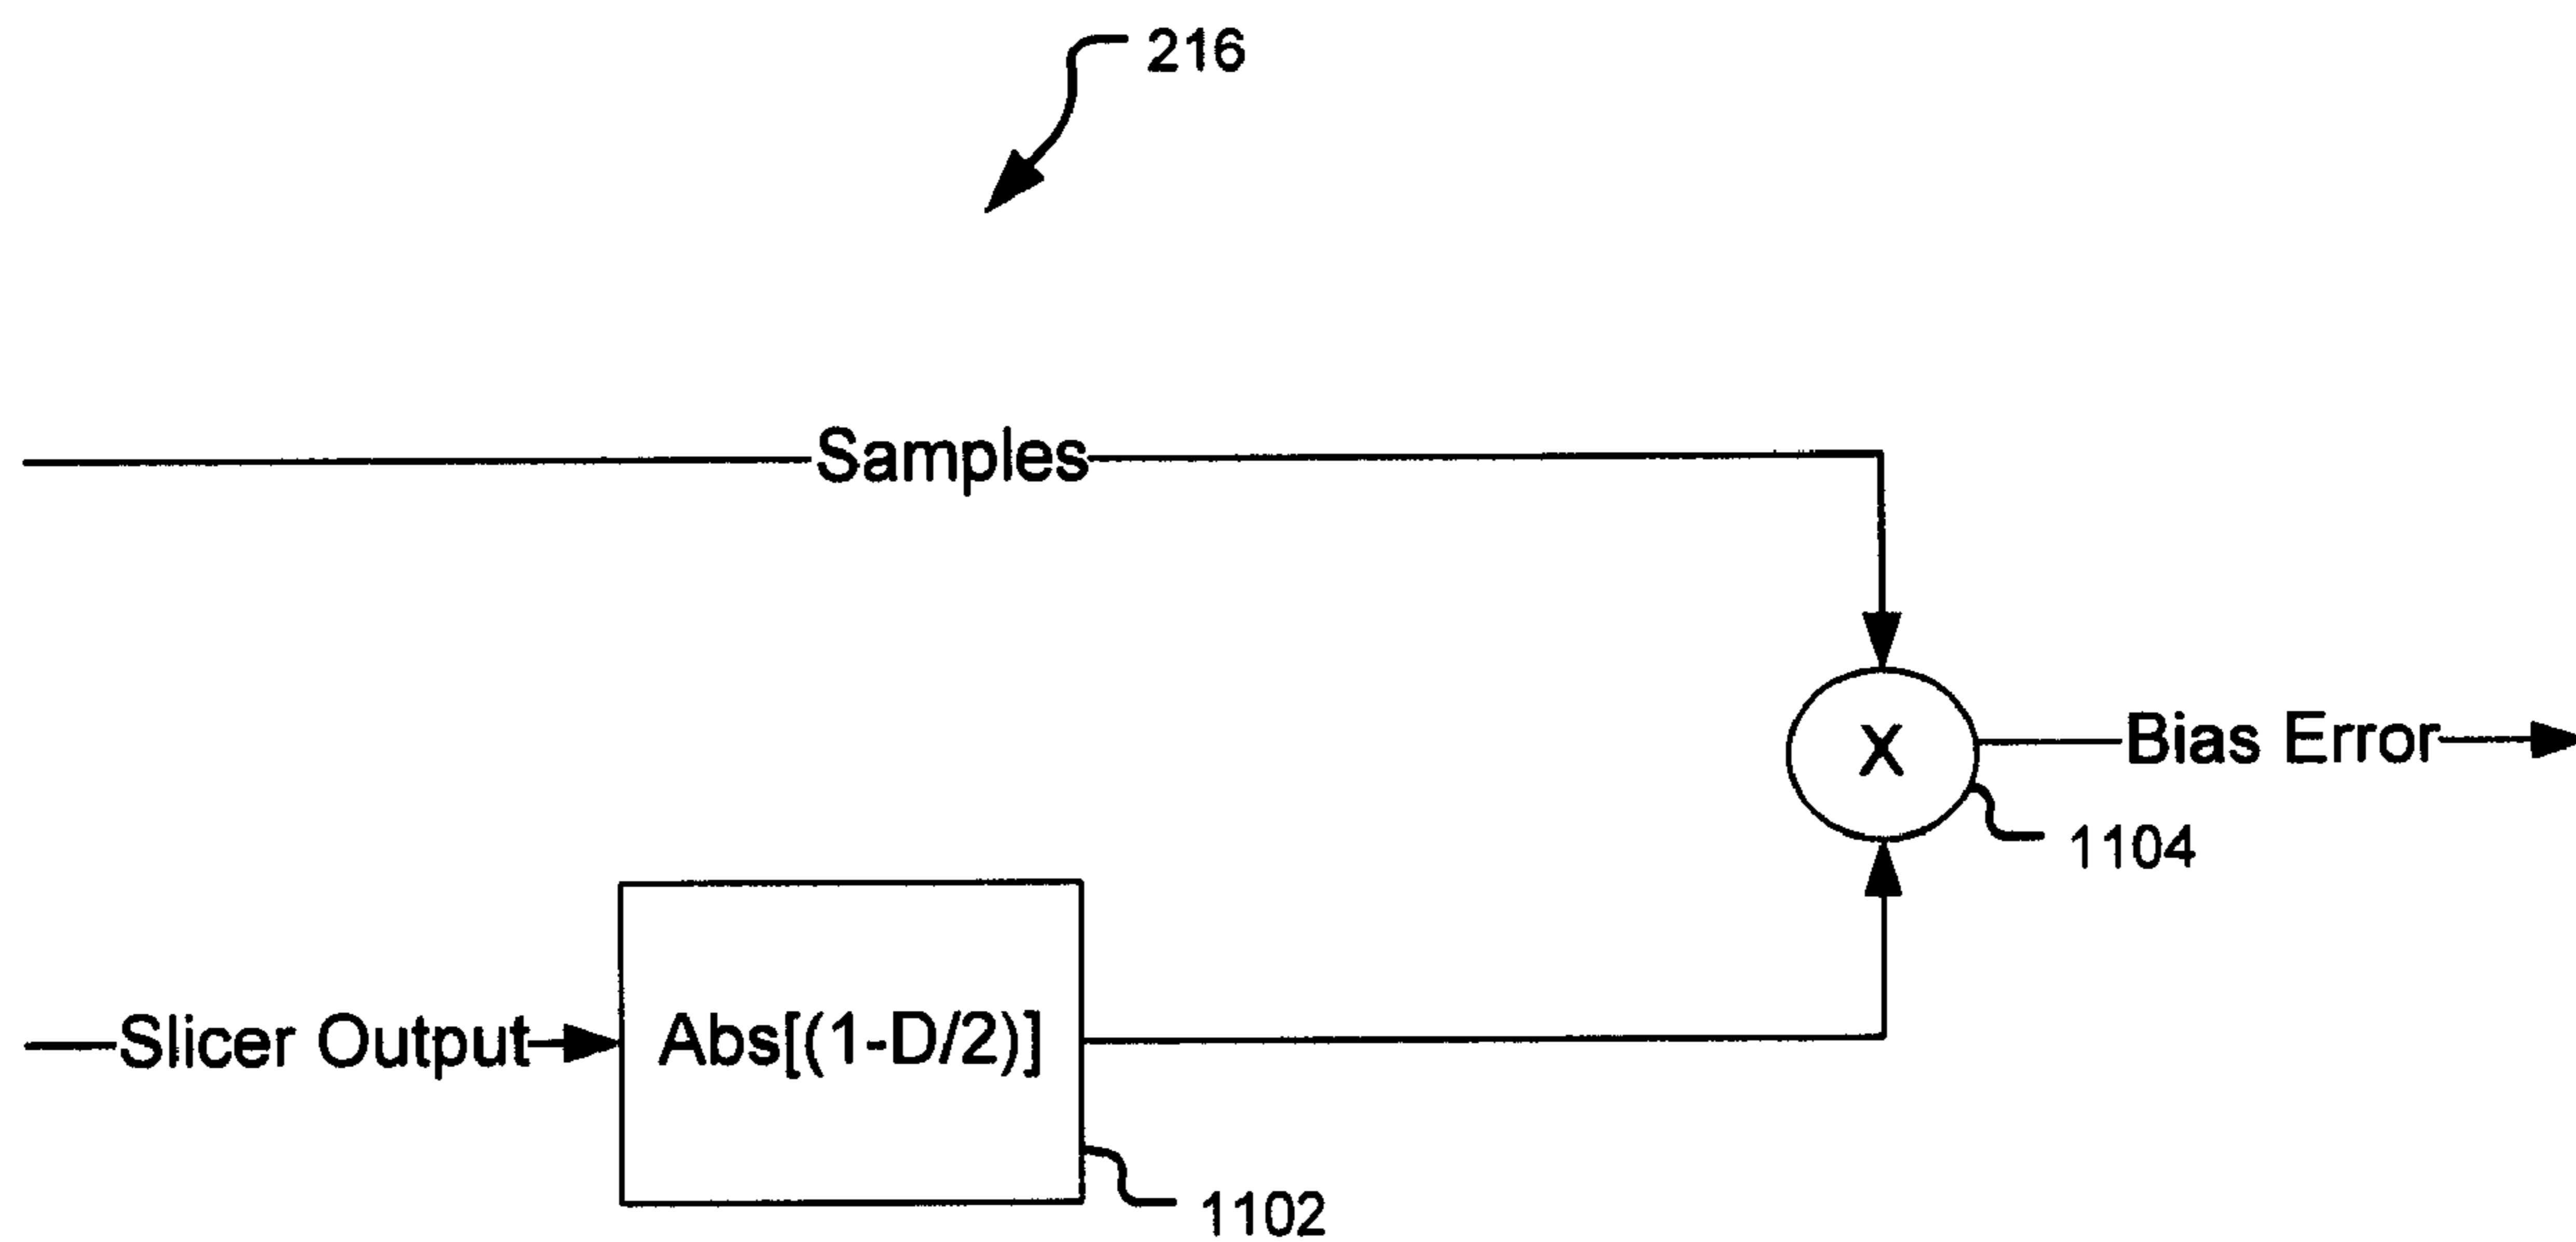 216
Samples
X
Bias Error
1104
Slicer Output
Abs[(1-D/2)]
1102